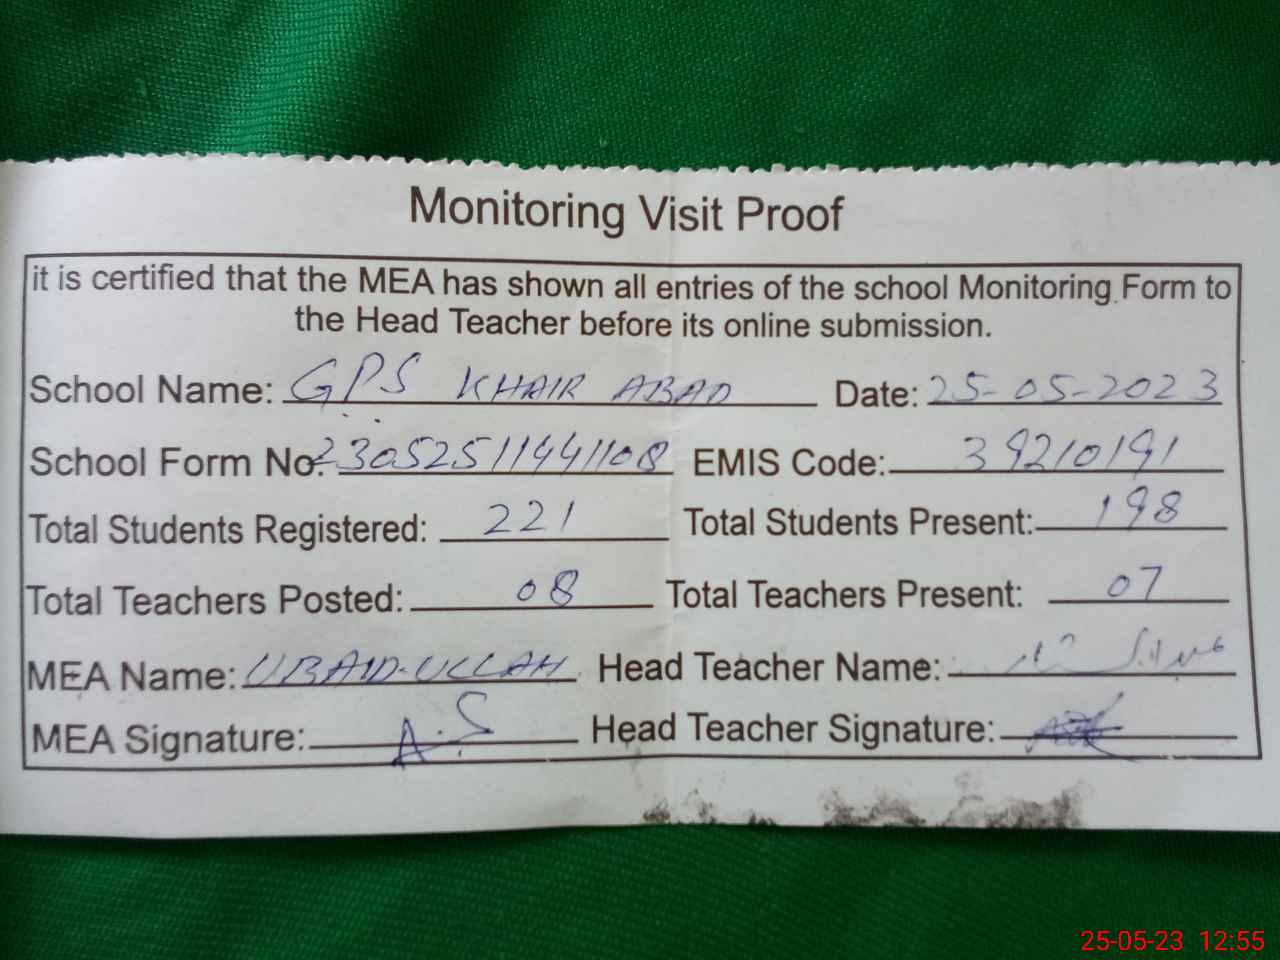 Monitoring Visit Proof
it is certified that the MEA has shown all entries of the school Monitoring Form to
the Head Teacher before its online submission.
School Name: GPS KHAIR ABAD Date: 25-05-2023
School Form No: EMIS Code: 39210191
Total Students Registered: 221 Total Students Present: 198
Total Teachers Posted: 08 Total Teachers Present: 07
MEA Name: UBAID-ULLAH Head Teacher Name:
MEA Signature: A.S Head Teacher Signature:
25-05-23 12:55